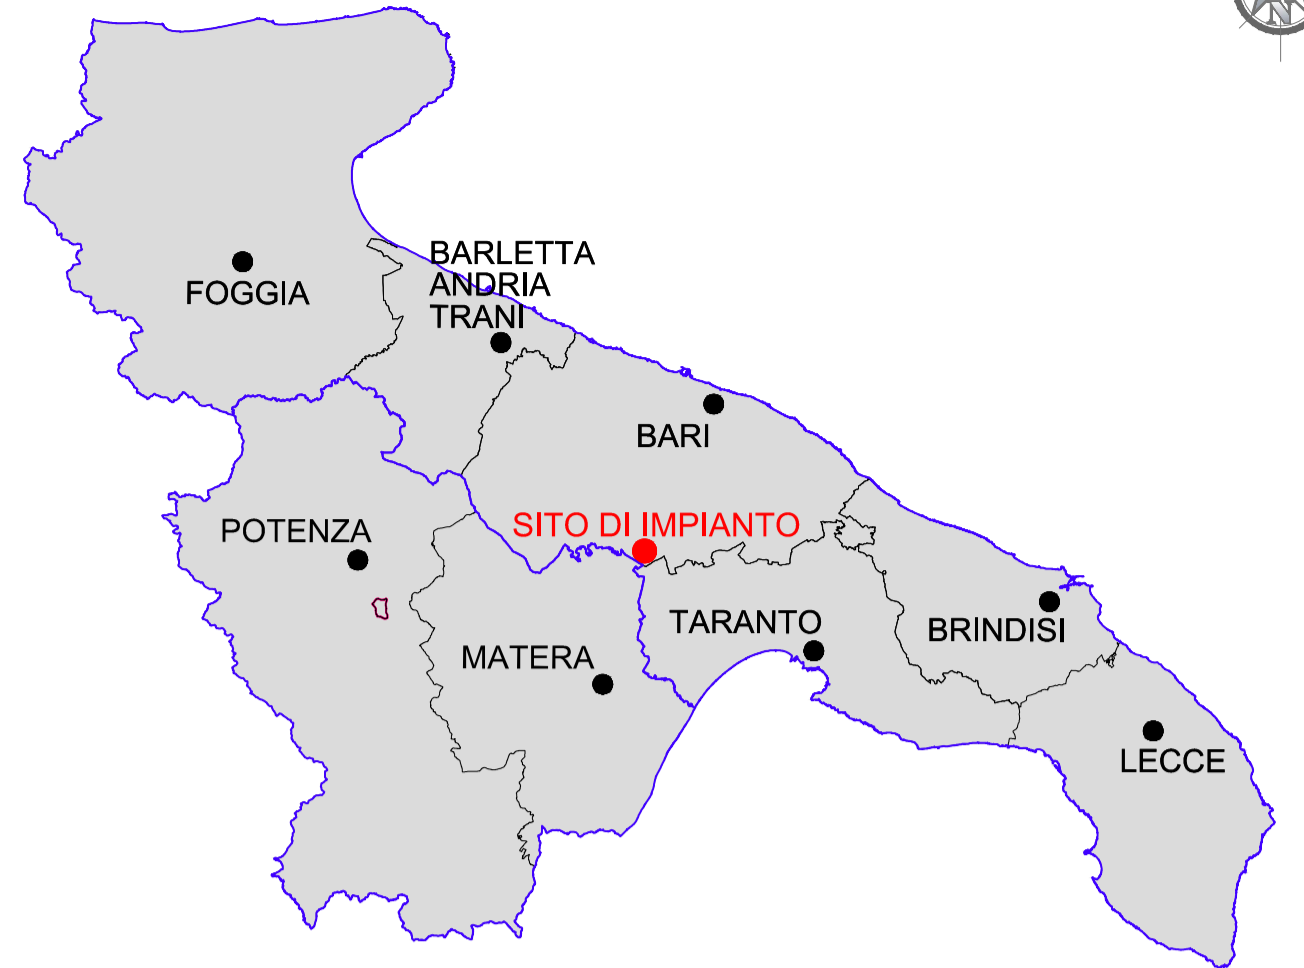 N
BARLETTA
ANDRIA
TRANI
FOGGIA
BARI
SITO DI IMPIANTO
POTENZA
TARANTO
BRINDISI
MATERA
LECCE